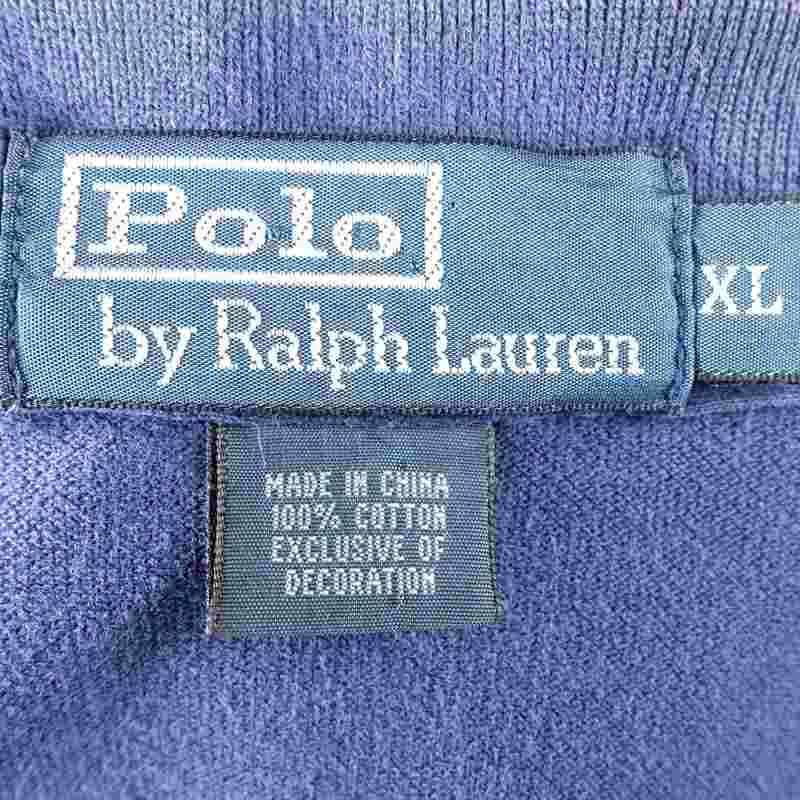 Polo
by Ralph Lauren
XL
MADE IN CHINA
100% COTTON
EXCLUSIVE OF
DECORATION